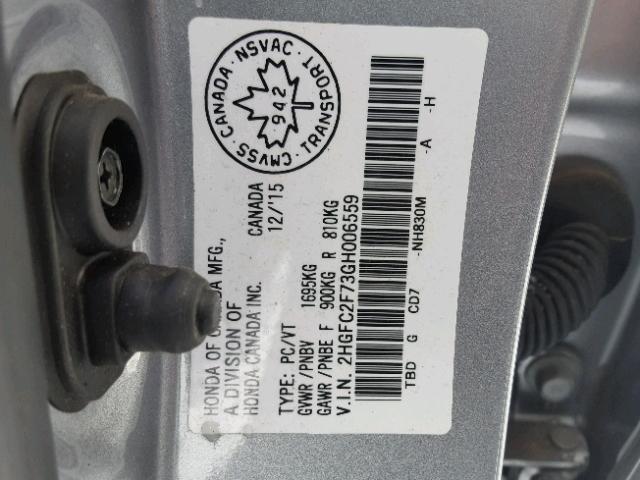 HONDA OF CANADA MFG., CANADA
A DIVISION OF 12/'15
HONDA CANADA INC.
TYPE: PC/VT
GVWR /PNBV 1695KG
GAWR /PNBE F 900KG R 810KG
V.I.N. 2HGFC2F73GH006559
TBD G CD7 -NH830M -A -H
CMVSS · CANADA · NSVAC · TRANSPORT
942